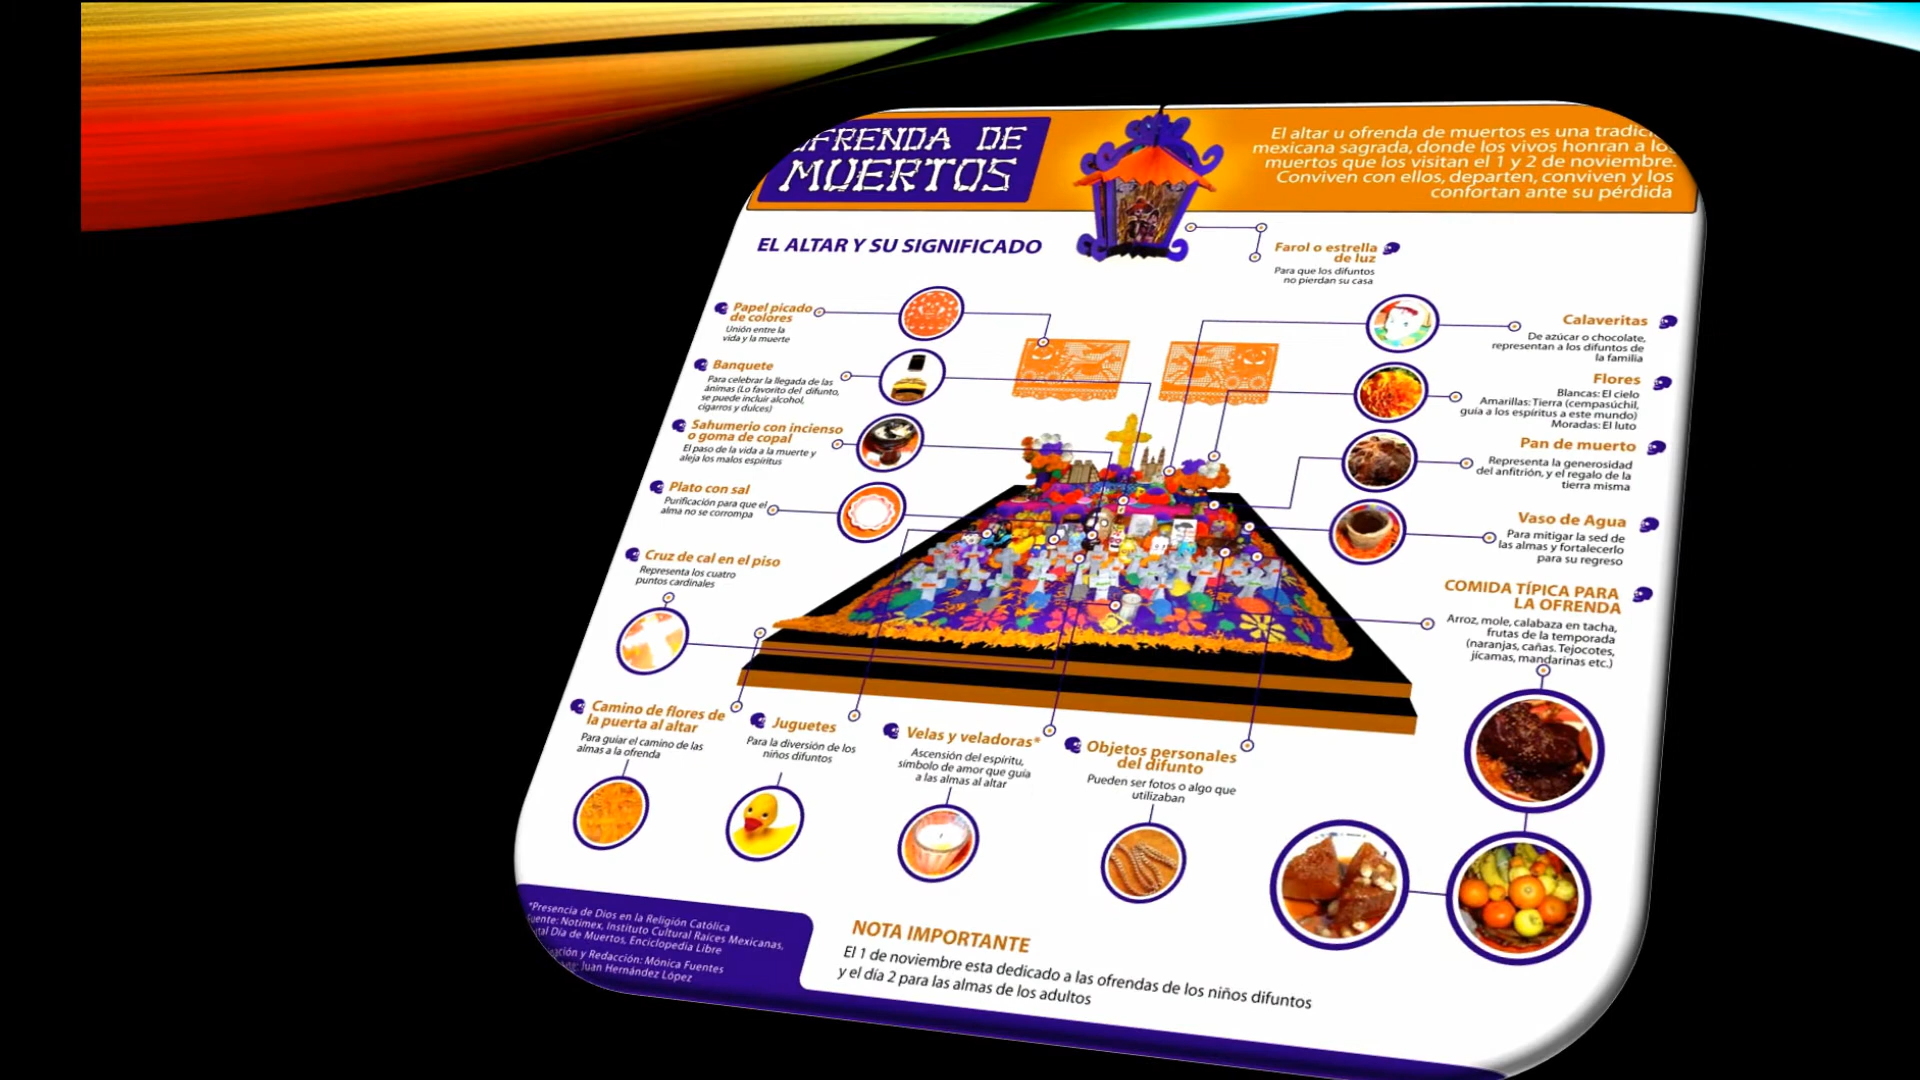 OFRENDA DE
MUERTOS
El altar u ofrenda de muertos es una
mexicana sagrada, donde los vivos honran a los
muertos que los visitan el 1 y 2 de noviembre.
Conviven con ellos, departen, conviven y los
confortan ante su pérdida
EL ALTAR Y SU SIGNIFICADO
Farol o estrella
de luz
Para que los difuntos
no pierdan su casa
Papel picado
de colores
Unión entre la
vida y la muerte
Banquete
Para celebrar la llegada de las
ánimas (Lo favorito del difunto,
se puede incluir alcohol,
cigarros y dulces)
Sahumerio con incienso
o goma de copal
El paso de la vida a la muerte y
aleja los malos espíritus
Plato con sal
Purificación para que el
alma no se corrompa
Cruz de cal en el piso
Representa los cuatro
puntos cardinales
Calaveritas
De azúcar o chocolate,
representan a los difuntos de
la familia
Flores
Blancas: El cielo
Amarillas: Tierra (cempasúchil,
guía a los espíritus a este mundo)
Moradas: El luto
Pan de muerto
Representa la generosidad
del anfitrión, y el regalo de la
tierra misma
Vaso de Agua
Para mitigar la sed de
las almas y fortalecerlo
para su regreso
COMIDA TÍPICA PARA
LA OFRENDA
Arroz, mole, calabaza en tacha,
frutas de la temporada
(naranjas, cañas. Tejocotes,
jícamas, mandarinas etc.)
Camino de flores de
la puerta al altar
Para guiar el camino de las
almas a la ofrenda
Juguetes
Para la diversión de los
niños difuntos
Velas y veladoras*
Ascensión del espíritu,
símbolo de amor que guía
a las almas al altar
Objetos personales
del difunto
Pueden ser fotos o algo que
utilizaban
*Presencia de Dios en la Religión Católica
Fuente: Notimex, Instituto Cultural Raíces Mexicanas,
Día de Muertos, Enciclopedia Libre
y Redacción: Mónica Fuentes
Juan Hernández López
NOTA IMPORTANTE
El 1 de noviembre esta dedicado a las ofrendas de los niños difuntos
y el día 2 para las almas de los adultos